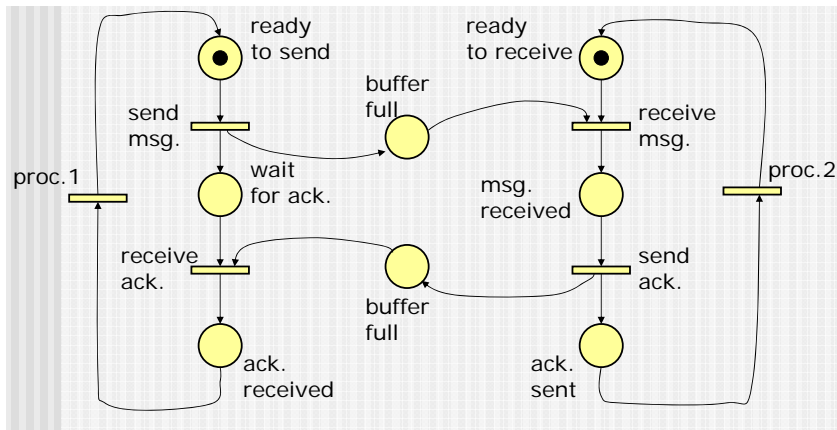 ready
to send
ready
to receive
buffer
full
send
msg.
receive
msg.
proc.1
wait
for ack.
msg.
received
proc.2
receive
ack.
send
ack.
buffer
full
ack.
received
ack.
sent